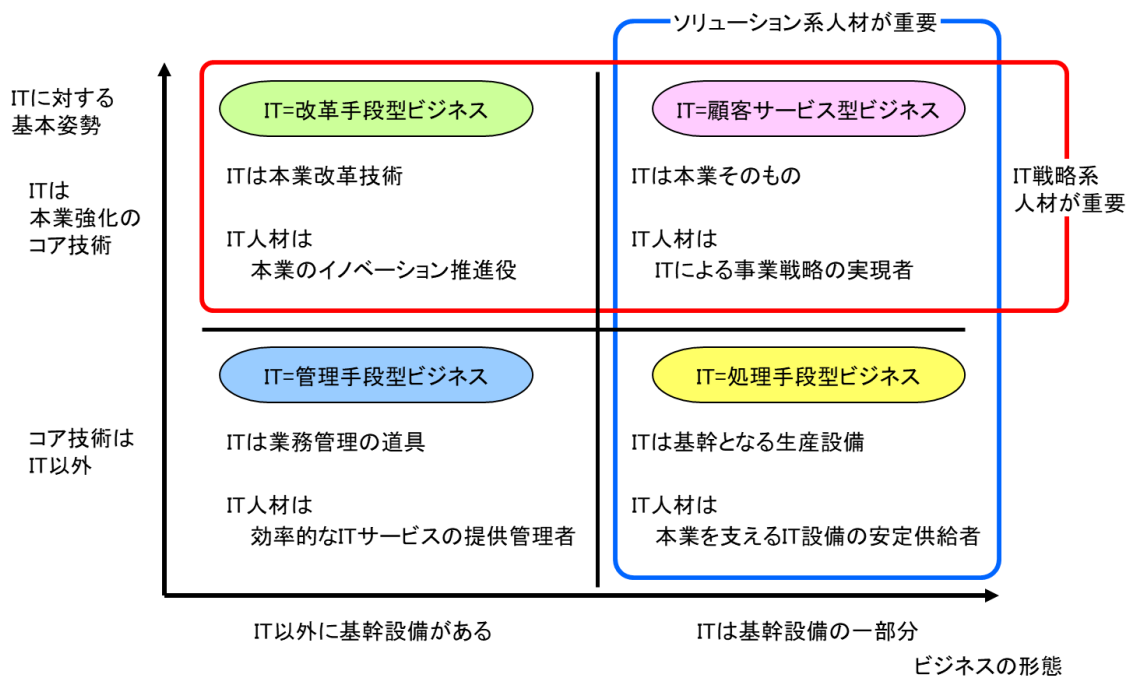 ソリューション系人材が重要
ITに対する
基本姿勢
IT=改革手段型ビジネス
IT=顧客サービス型ビジネス
ITは
本業強化の
コア技術
ITは本業改革技術
IT人材は
本業のイノベーション推進役
ITは本業そのもの
IT人材は
ITによる事業戦略の実現者
IT戦略系
人材が重要
IT=管理手段型ビジネス
IT=処理手段型ビジネス
コア技術は
IT以外
ITは業務管理の道具
IT人材は
効率的なITサービスの提供管理者
ITは基幹となる生産設備
IT人材は
本業を支えるIT設備の安定供給者
IT以外に基幹設備がある
ITは基幹設備の一部分
ビジネスの形態